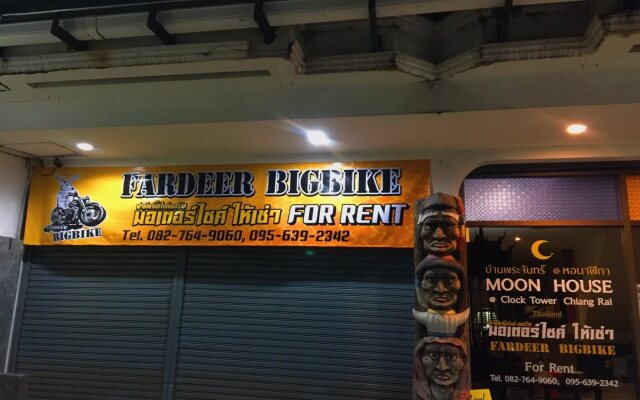 FARDEER BIGBIKE
มอเตอร์ไซค์ ให้เช่า FOR RENT
Tel. 082-764-9060, 095-639-2342
FARDEER
BIGBIKE
บ้านพระจันทร์ @ หอนาฬิกา
MOON HOUSE
@ Clock Tower Chiang Rai
Thailand
มอเตอร์ไซค์ ให้เช่า
FARDEER BIGBIKE
For Rent
Tel. 082-764-9060, 095-639-2342